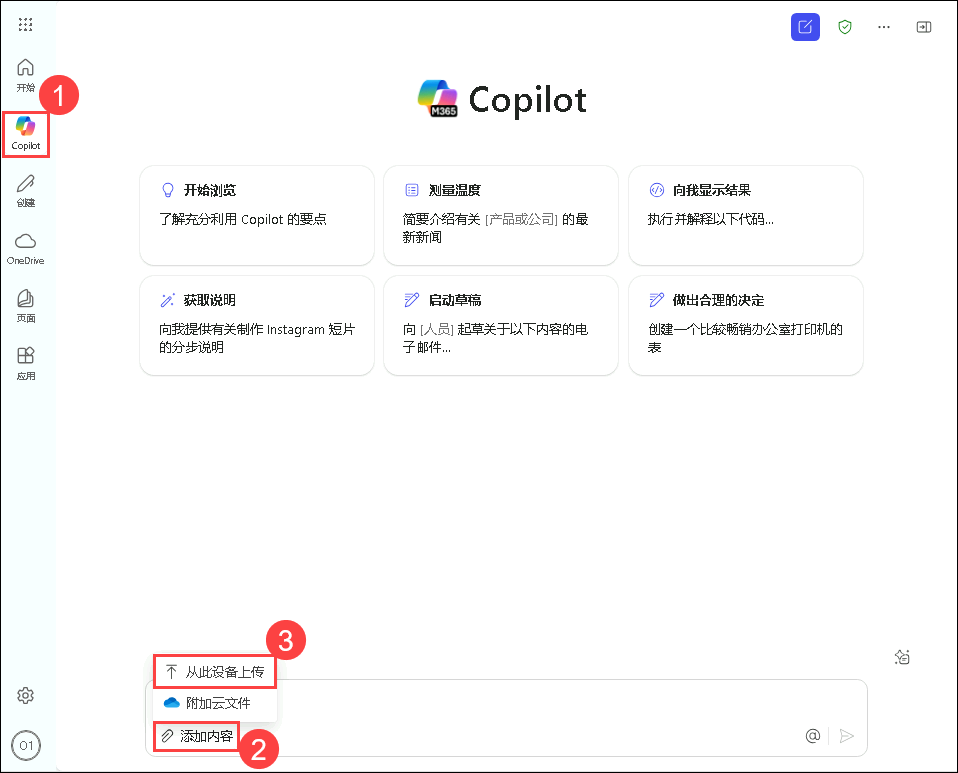 开始
1
Copilot
创建
OneDrive
页面
应用
O1
M365
Copilot
开始浏览
了解充分利用 Copilot 的要点
测量温度
简要介绍有关 [产品或公司] 的最
新新闻
向我显示结果
执行并解释以下代码...
获取说明
向我提供有关制作 Instagram 短片
的分步说明
启动草稿
向 [人员] 起草关于以下内容的电
子邮件...
做出合理的决定
创建一个比较畅销办公室打印机的
表
3
从此设备上传
附加云文件
添加内容
2
@